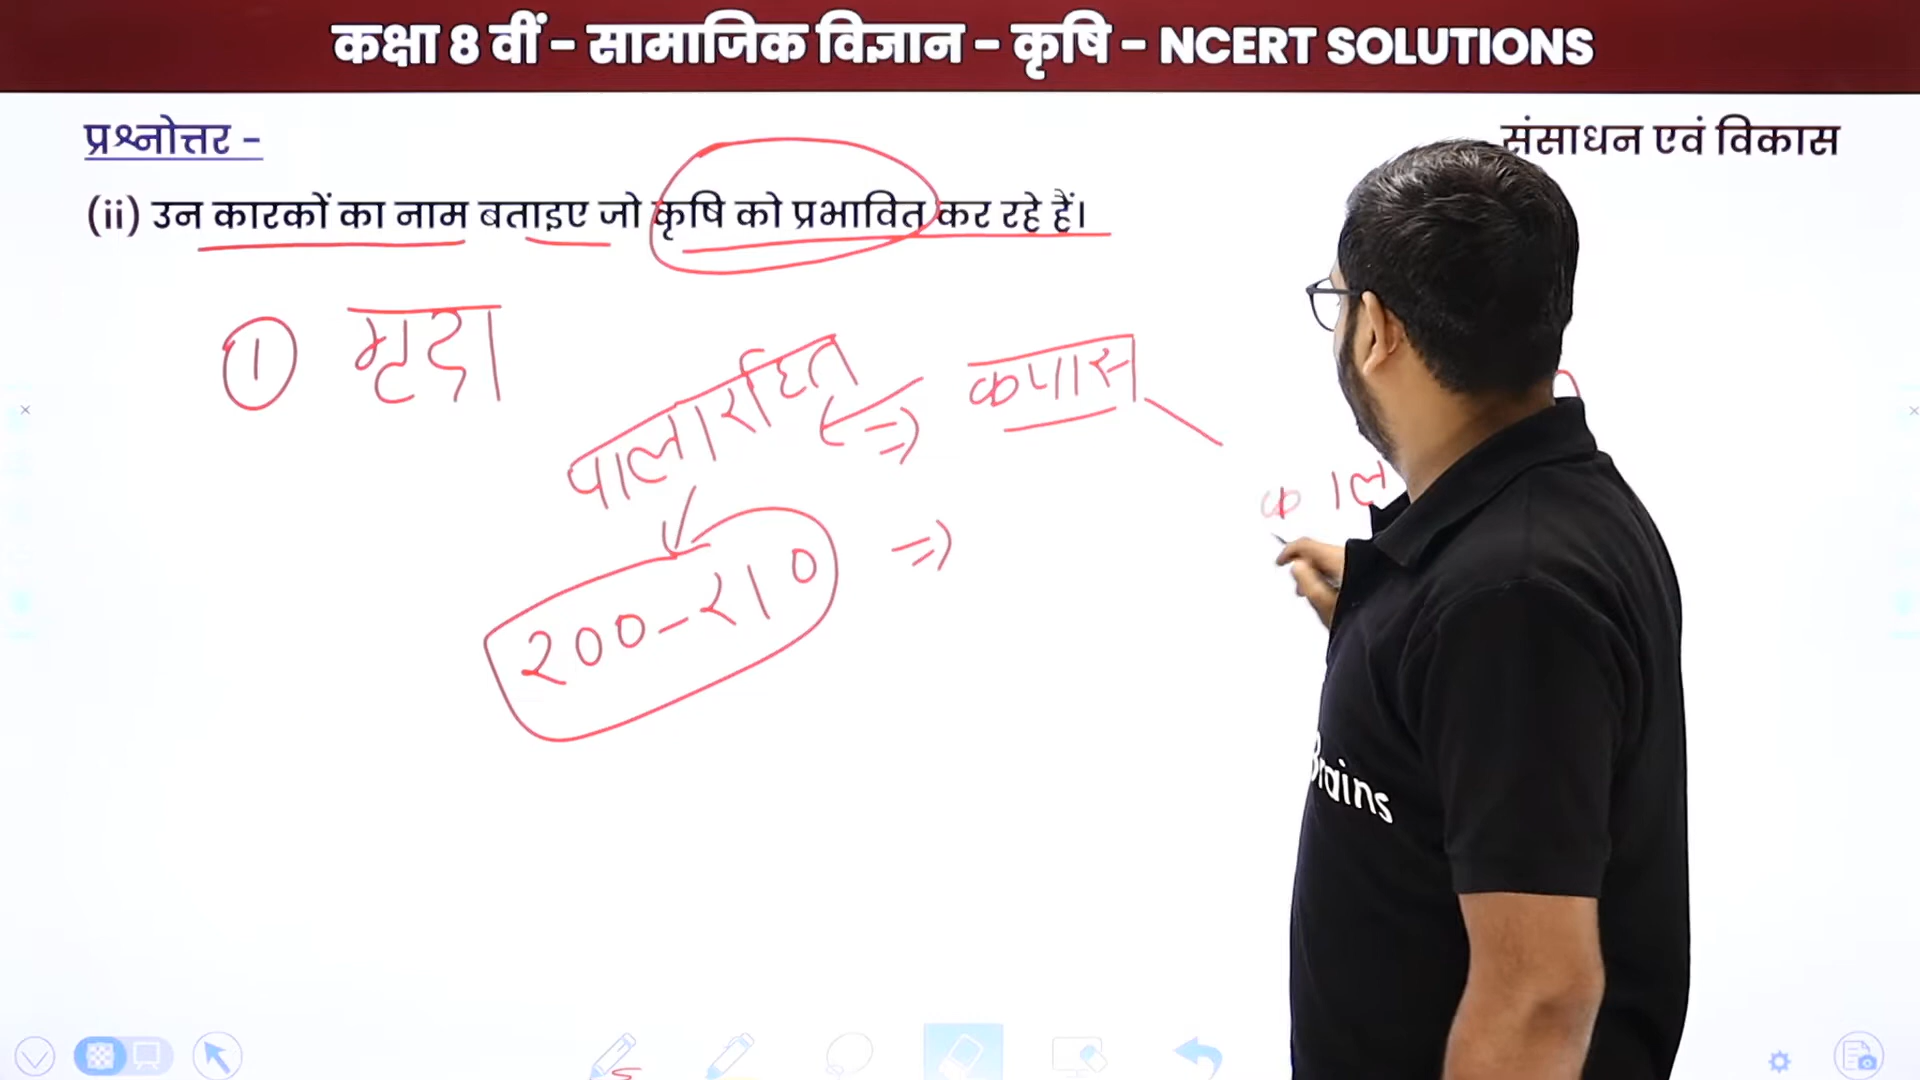 कक्षा 8 वीं - सामाजिक विज्ञान - कृषि - NCERT SOLUTIONS
प्रश्नोत्तर -
संसाधन एवं विकास
(ii) उन कारकों का नाम बताइए जो कृषि को प्रभावित कर रहे हैं।
① मृदा
पाला रहित => कपास
काल
200-210 =>
Brains